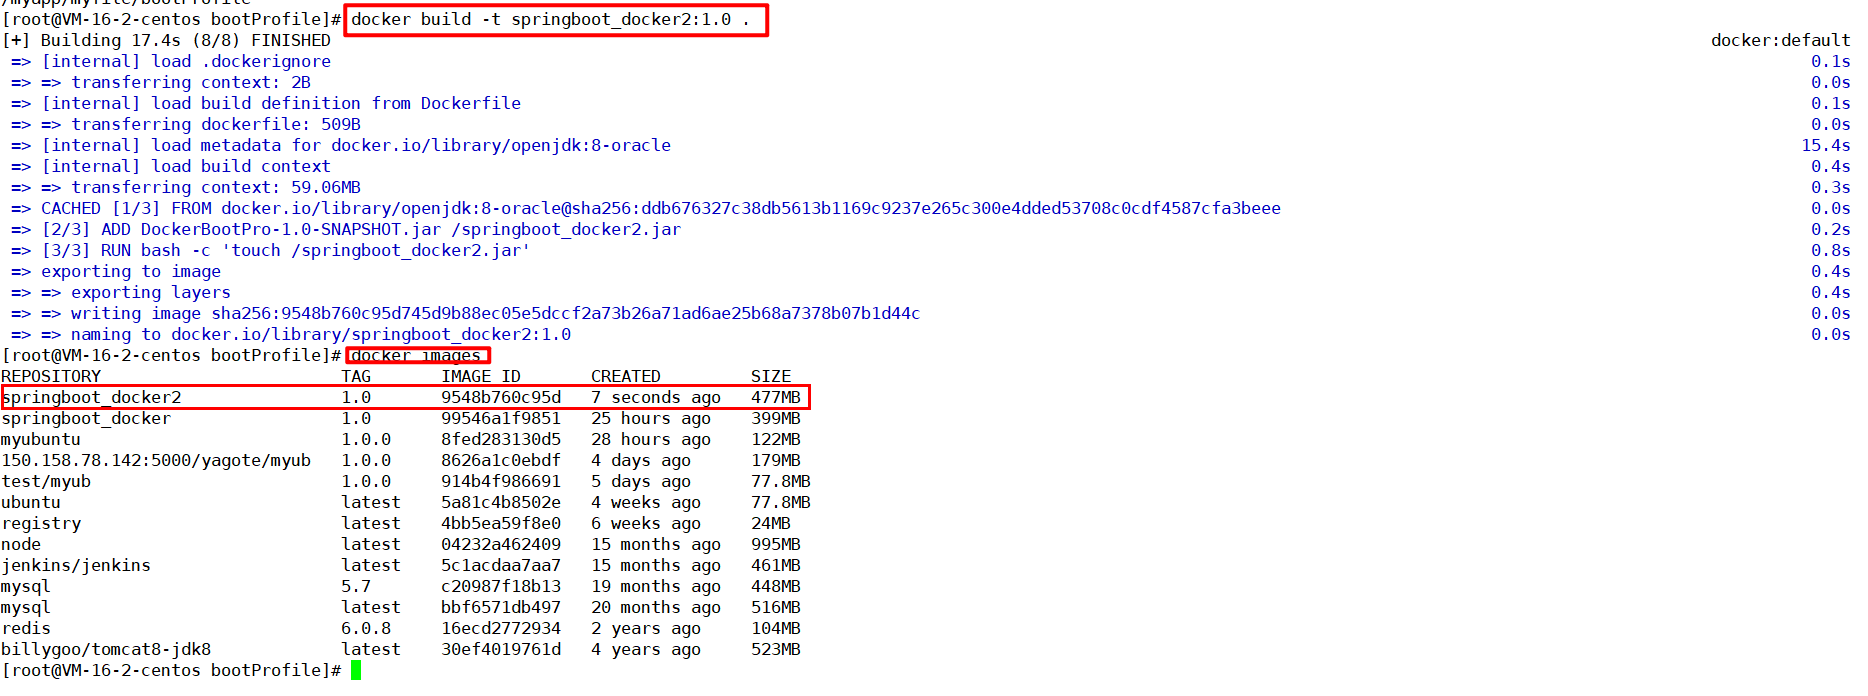 /myapp/myfile/bootProfile
[root@VM-16-2-centos bootProfile]# docker build -t springboot_docker2:1.0 .
[+] Building 17.4s (8/8) FINISHED docker:default
=> [internal] load .dockerignore 0.1s
=> => transferring context: 2B 0.0s
=> [internal] load build definition from Dockerfile 0.1s
=> => transferring dockerfile: 509B 0.0s
=> [internal] load metadata for docker.io/library/openjdk:8-oracle 15.4s
=> [internal] load build context 0.4s
=> => transferring context: 59.06MB 0.3s
=> CACHED [1/3] FROM docker.io/library/openjdk:8-oracle@sha256:ddb676327c38db5613b1169c9237e265c300e4dded53708c0cdf4587cfa3beee 0.0s
=> [2/3] ADD DockerBootPro-1.0-SNAPSHOT.jar /springboot_docker2.jar 0.2s
=> [3/3] RUN bash -c 'touch /springboot_docker2.jar' 0.8s
=> exporting to image 0.4s
=> => exporting layers 0.4s
=> => writing image sha256:9548b760c95d745d9b88ec05e5dccf2a73b26a71ad6ae25b68a7378b07b1d44c 0.0s
=> => naming to docker.io/library/springboot_docker2:1.0 0.0s
[root@VM-16-2-centos bootProfile]# docker images
REPOSITORY TAG IMAGE ID CREATED SIZE
springboot_docker2 1.0 9548b760c95d 7 seconds ago 477MB
springboot_docker 1.0 99546a1f9851 25 hours ago 399MB
myubuntu 1.0.0 8fed283130d5 28 hours ago 122MB
150.158.78.142:5000/yagote/myub 1.0.0 8626a1c0ebdf 4 days ago 179MB
test/myub 1.0.0 914b4f986691 5 days ago 77.8MB
ubuntu latest 5a81c4b8502e 4 weeks ago 77.8MB
registry latest 4bb5ea59f8e0 6 weeks ago 24MB
node latest 04232a462409 15 months ago 995MB
jenkins/jenkins latest 5c1acdaa7aa7 15 months ago 461MB
mysql 5.7 c20987f18b13 19 months ago 448MB
mysql latest bbf6571db497 20 months ago 516MB
redis 6.0.8 16ecd2772934 2 years ago 104MB
billygoo/tomcat8-jdk8 latest 30ef4019761d 4 years ago 523MB
[root@VM-16-2-centos bootProfile]#